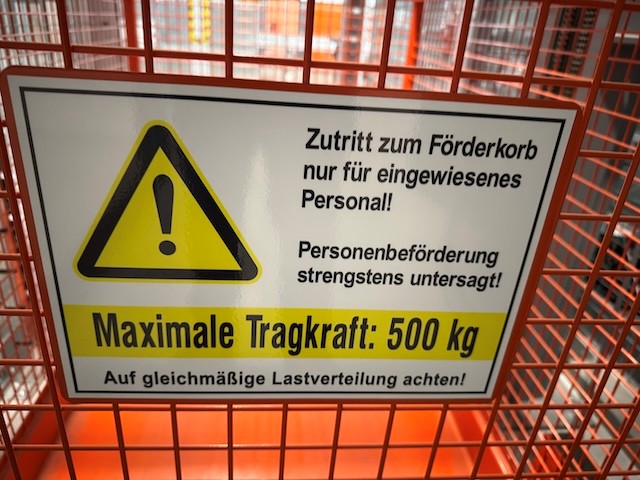 Zutritt zum Förderkorb
nur für eingewiesenes
Personal!
Personenbeförderung
strengstens untersagt!
Maximale Tragkraft: 500 kg
Auf gleichmäßige Lastverteilung achten!